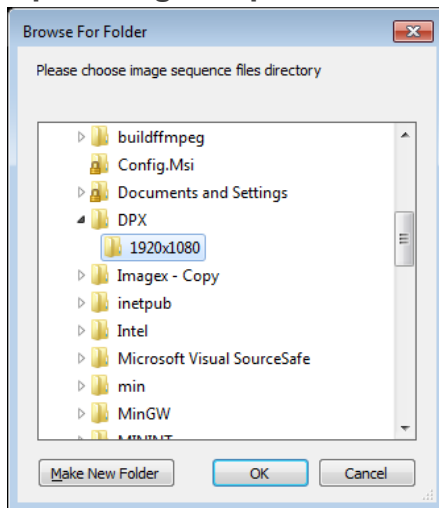 Browse For Folder
Please choose image sequence files directory
buildffmpeg
Config.Msi
Documents and Settings
DPX
1920x1080
Imagex - Copy
inetpub
Intel
Microsoft Visual SourceSafe
min
MinGW
Make New Folder
OK
Cancel